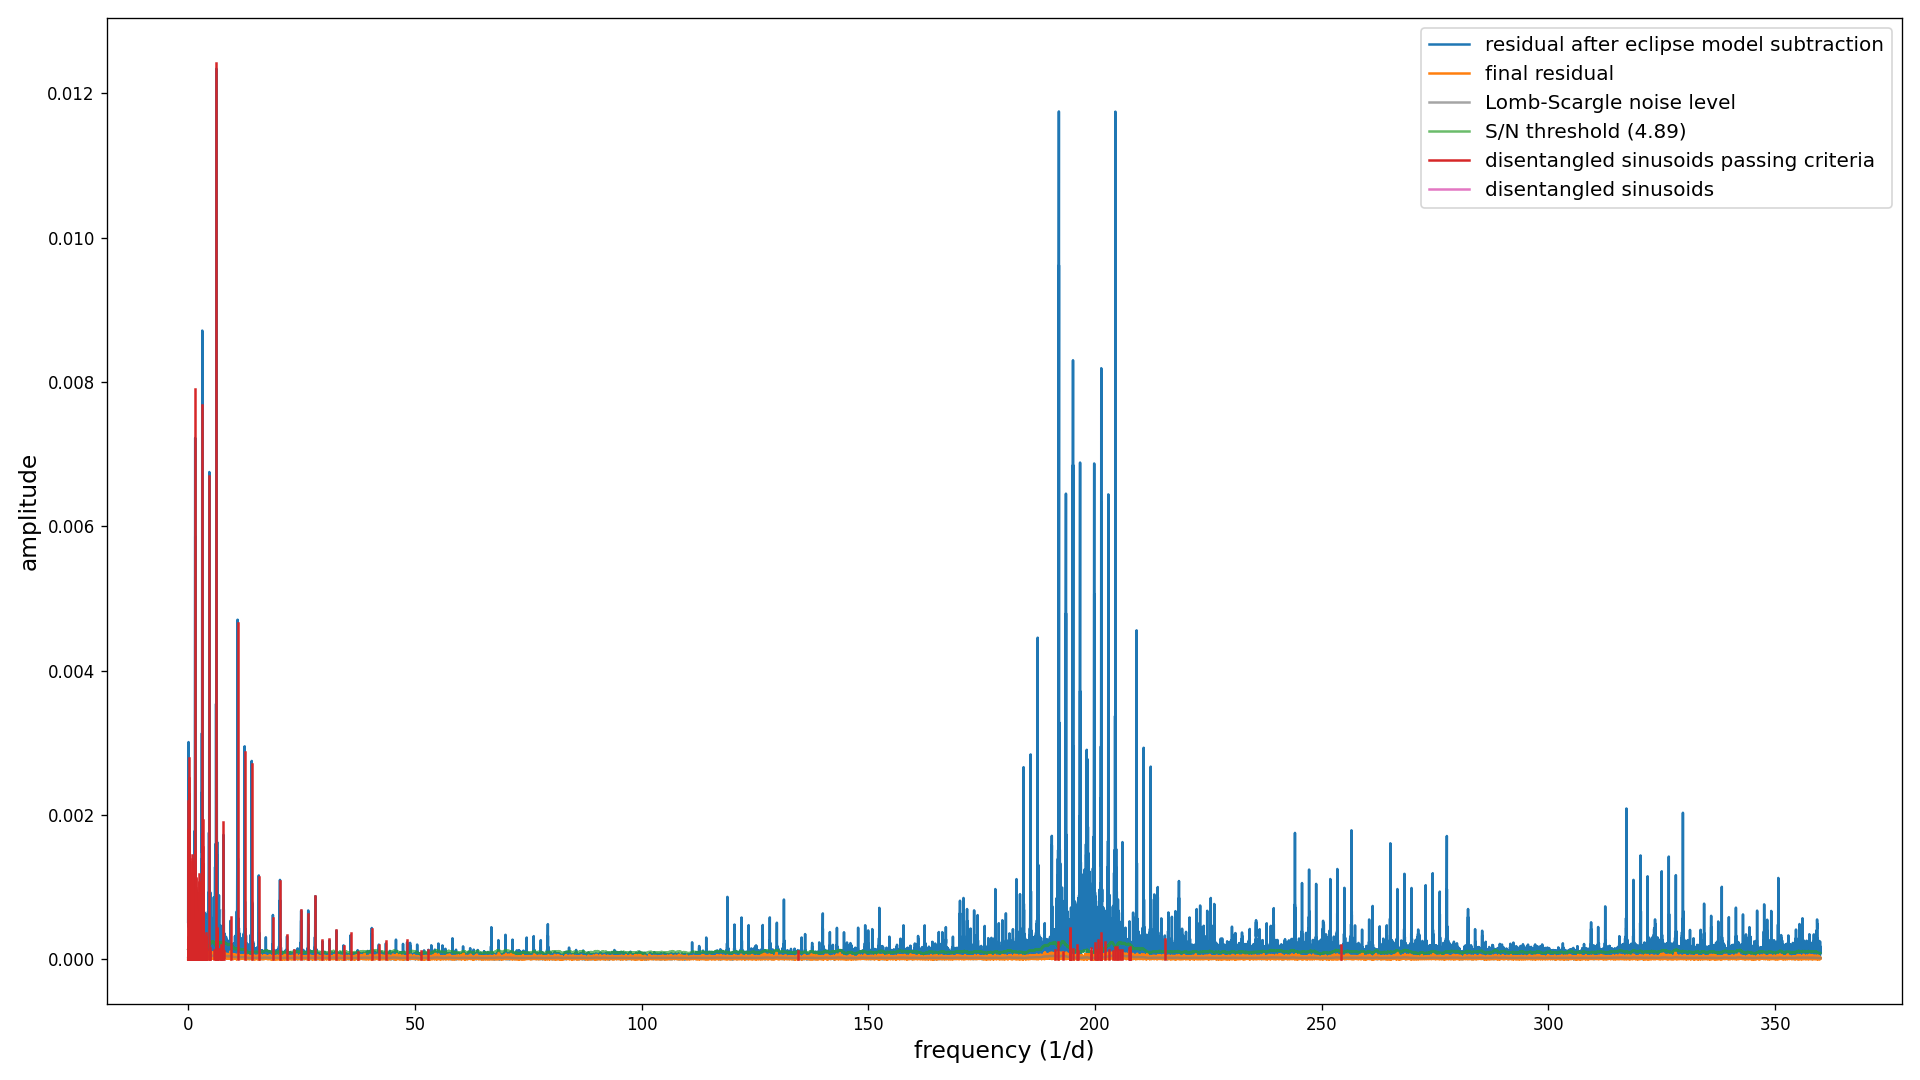 residual after eclipse model subtraction
final residual
Lomb-Scargle noise level
S/N threshold (4.89)
disentangled sinusoids passing criteria
disentangled sinusoids
0.012
0.010
0.008
0.006
0.004
0.002
0.000
amplitude
0 50 100 150 200 250 300 350
frequency (1/d)